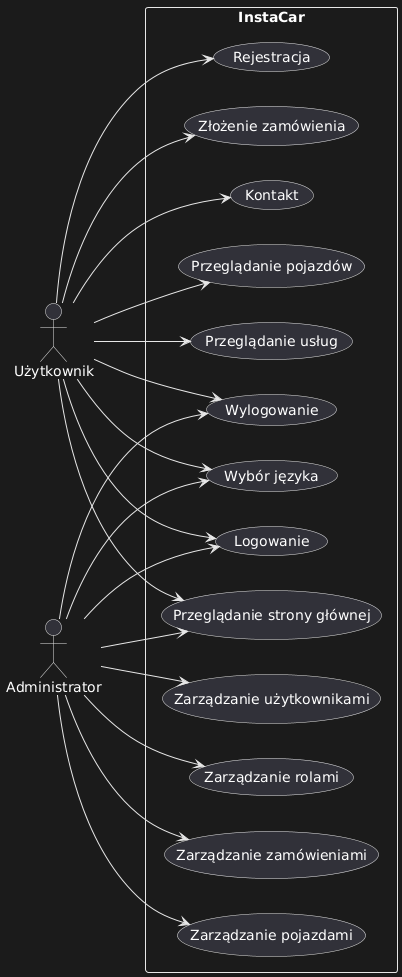 InstaCar
Rejestracja
Złożenie zamówienia
Kontakt
Przeglądanie pojazdów
Przeglądanie usług
Użytkownik
Wylogowanie
Wybór języka
Logowanie
Przeglądanie strony głównej
Administrator
Zarządzanie użytkownikami
Zarządzanie rolami
Zarządzanie zamówieniami
Zarządzanie pojazdami